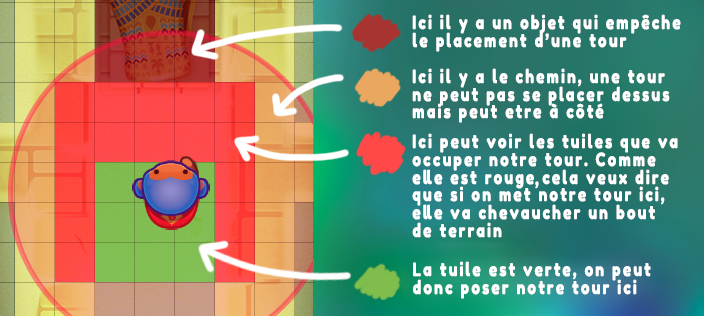 Ici il y a un objet qui empêche
le placement d'une tour
Ici il y a le chemin, une tour
ne peut pas se placer dessus
mais peut etre à côté
Ici peut voir les tuiles que va
occuper notre tour. Comme
elle est rouge,cela veux dire
que si on met notre tour ici,
elle va chevaucher un bout
de terrain
La tuile est verte, on peut
donc poser notre tour ici